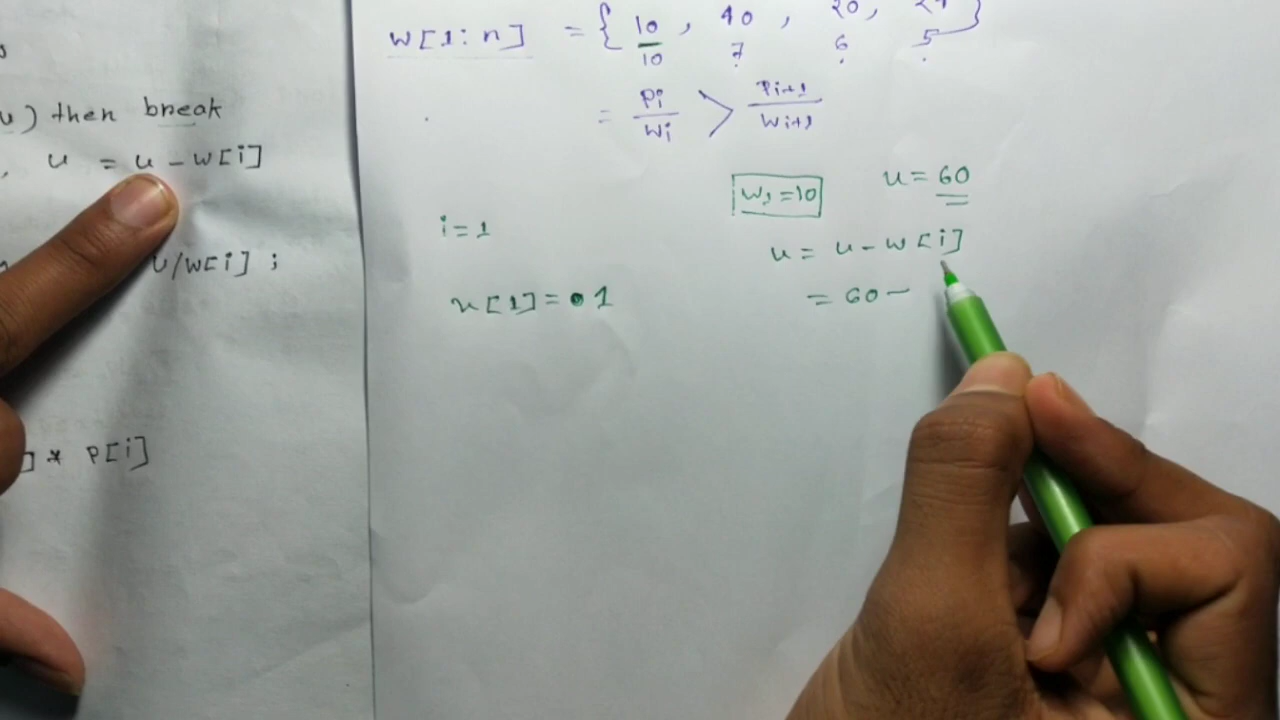 u) then break
u = u - w[i]
u/w[i] ;
] * P[i]
w[1:n] = { 10, 40, 20, 24 }
10 7 6 5
= Pi/Wi > Pi+1/Wi+1
W1 = 10 u = 60
i = 1
u = u - w[i]
x[1] = 1
= 60 -